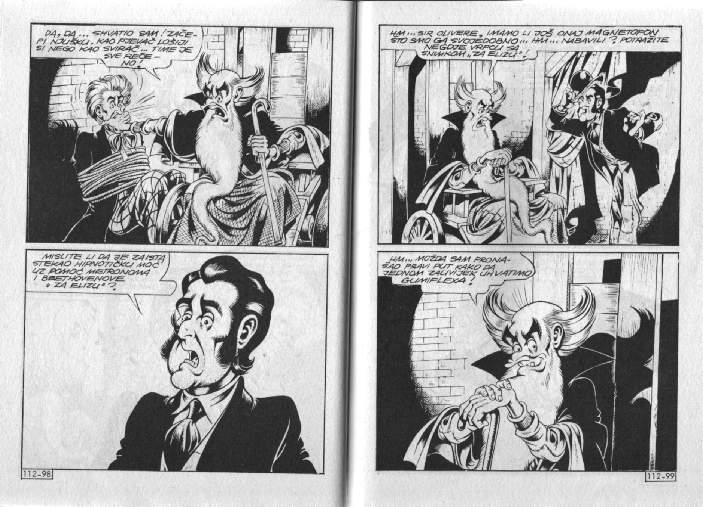 DA, DA... SHVATIO SAM! ZAČE-
PI NJUŠKU. KAO PJEVAČ LOŠIJI
SI NEGO KAO SVIRAČ... TIME JE
SVE REČE-
NO!
MISLITE LI DA JE ZAISTA
STEKAO HIPNOTIČKU MOĆ
UZ POMOĆ METRONOMA
I BEETHOVENOVE
„ZA ELIZU“?
112-98
HM... SIR OLIVERE, IMAMO LI JOŠ ONAJ MAGNETOFON
ŠTO SMO GA SVOJEDOBNO... HM... NABAVILI? POTRAŽITE
NEGDJE VRPCU SA
SNIMKOM „ZA ELIZU“!
HM... MOŽDA SAM PRONA-
ŠAO PRAVI PUT KAKO DA
JEDNOM ZAUVIJEK UHVATIMO
GUMIFLEXA!
112-99